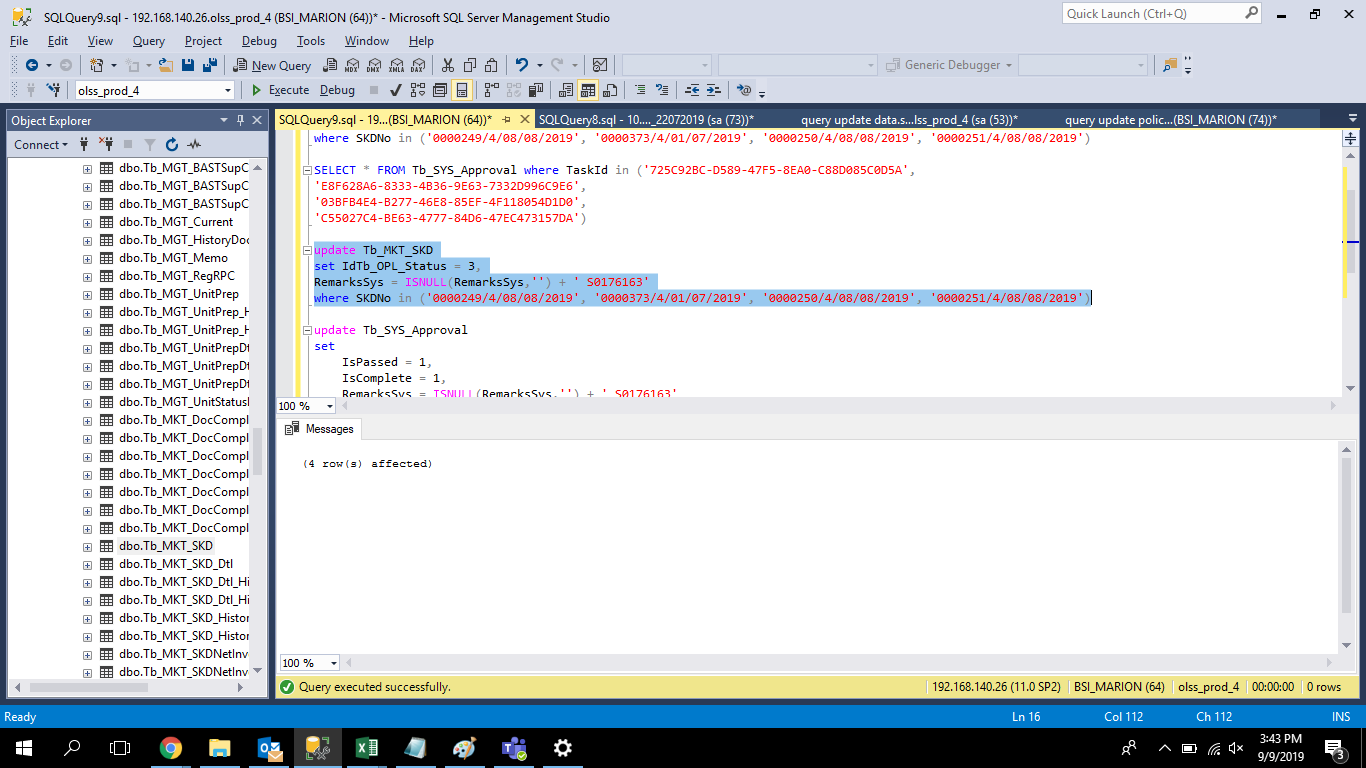 SQLQuery9.sql - 192.168.140.26.olss_prod_4 (BSI_MARION (64))* - Microsoft SQL Server Management Studio
Quick Launch (Ctrl+Q)
File Edit View Query Project Debug Tools Window Help
New Query
MDX DMX XMLA DAX
Generic Debugger
olss_prod_4
Execute Debug
Object Explorer
SQLQuery9.sql - 19...(BSI_MARION (64))*
SQLQuery8.sql - 10...._22072019 (sa (73))*
query update data.s...lss_prod_4 (sa (53))*
query update polic...(BSI_MARION (74))*
Connect
dbo.Tb_MGT_BASTSupC
dbo.Tb_MGT_BASTSupC
dbo.Tb_MGT_BASTSupC
dbo.Tb_MGT_Current
dbo.Tb_MGT_HistoryDoc
dbo.Tb_MGT_Memo
dbo.Tb_MGT_RegRPC
dbo.Tb_MGT_UnitPrep
dbo.Tb_MGT_UnitPrep_H
dbo.Tb_MGT_UnitPrep_H
dbo.Tb_MGT_UnitPrepDt
dbo.Tb_MGT_UnitPrepDt
dbo.Tb_MGT_UnitPrepDt
dbo.Tb_MGT_UnitStatusI
dbo.Tb_MKT_DocCompl
dbo.Tb_MKT_DocCompl
dbo.Tb_MKT_DocCompl
dbo.Tb_MKT_DocCompl
dbo.Tb_MKT_DocCompl
dbo.Tb_MKT_DocCompl
dbo.Tb_MKT_DocCompl
dbo.Tb_MKT_SKD
dbo.Tb_MKT_SKD_Dtl
dbo.Tb_MKT_SKD_Dtl_Hi
dbo.Tb_MKT_SKD_Dtl_Hi
dbo.Tb_MKT_SKD_Histor
dbo.Tb_MKT_SKD_Histor
dbo.Tb_MKT_SKDNetInv
dbo.Tb_MKT_SKDNetInv
where SKDNo in ('0000249/4/08/08/2019', '0000373/4/01/07/2019', '0000250/4/08/08/2019', '0000251/4/08/08/2019')
SELECT * FROM Tb_SYS_Approval where TaskId in ('725C92BC-D589-47F5-8EA0-C88D085C0D5A',
'E8F628A6-8333-4B36-9E63-7332D996C9E6',
'03BFB4E4-B277-46E8-85EF-4F118054D1D0',
'C55027C4-BE63-4777-84D6-47EC473157DA')
update Tb_MKT_SKD
set IdTb_OPL_Status = 3,
RemarksSys = ISNULL(RemarksSys,'') + ' S0176163'
where SKDNo in ('0000249/4/08/08/2019', '0000373/4/01/07/2019', '0000250/4/08/08/2019', '0000251/4/08/08/2019')
update Tb_SYS_Approval
set
IsPassed = 1,
IsComplete = 1,
RemarksSys = ISNULL(RemarksSys,'') + ' S0176163'
100 %
Messages
(4 row(s) affected)
100 %
Query executed successfully.
192.168.140.26 (11.0 SP2) BSI_MARION (64) olss_prod_4 00:00:00 0 rows
Ready
Ln 16 Col 112 Ch 112 INS
3:43 PM
9/9/2019
3